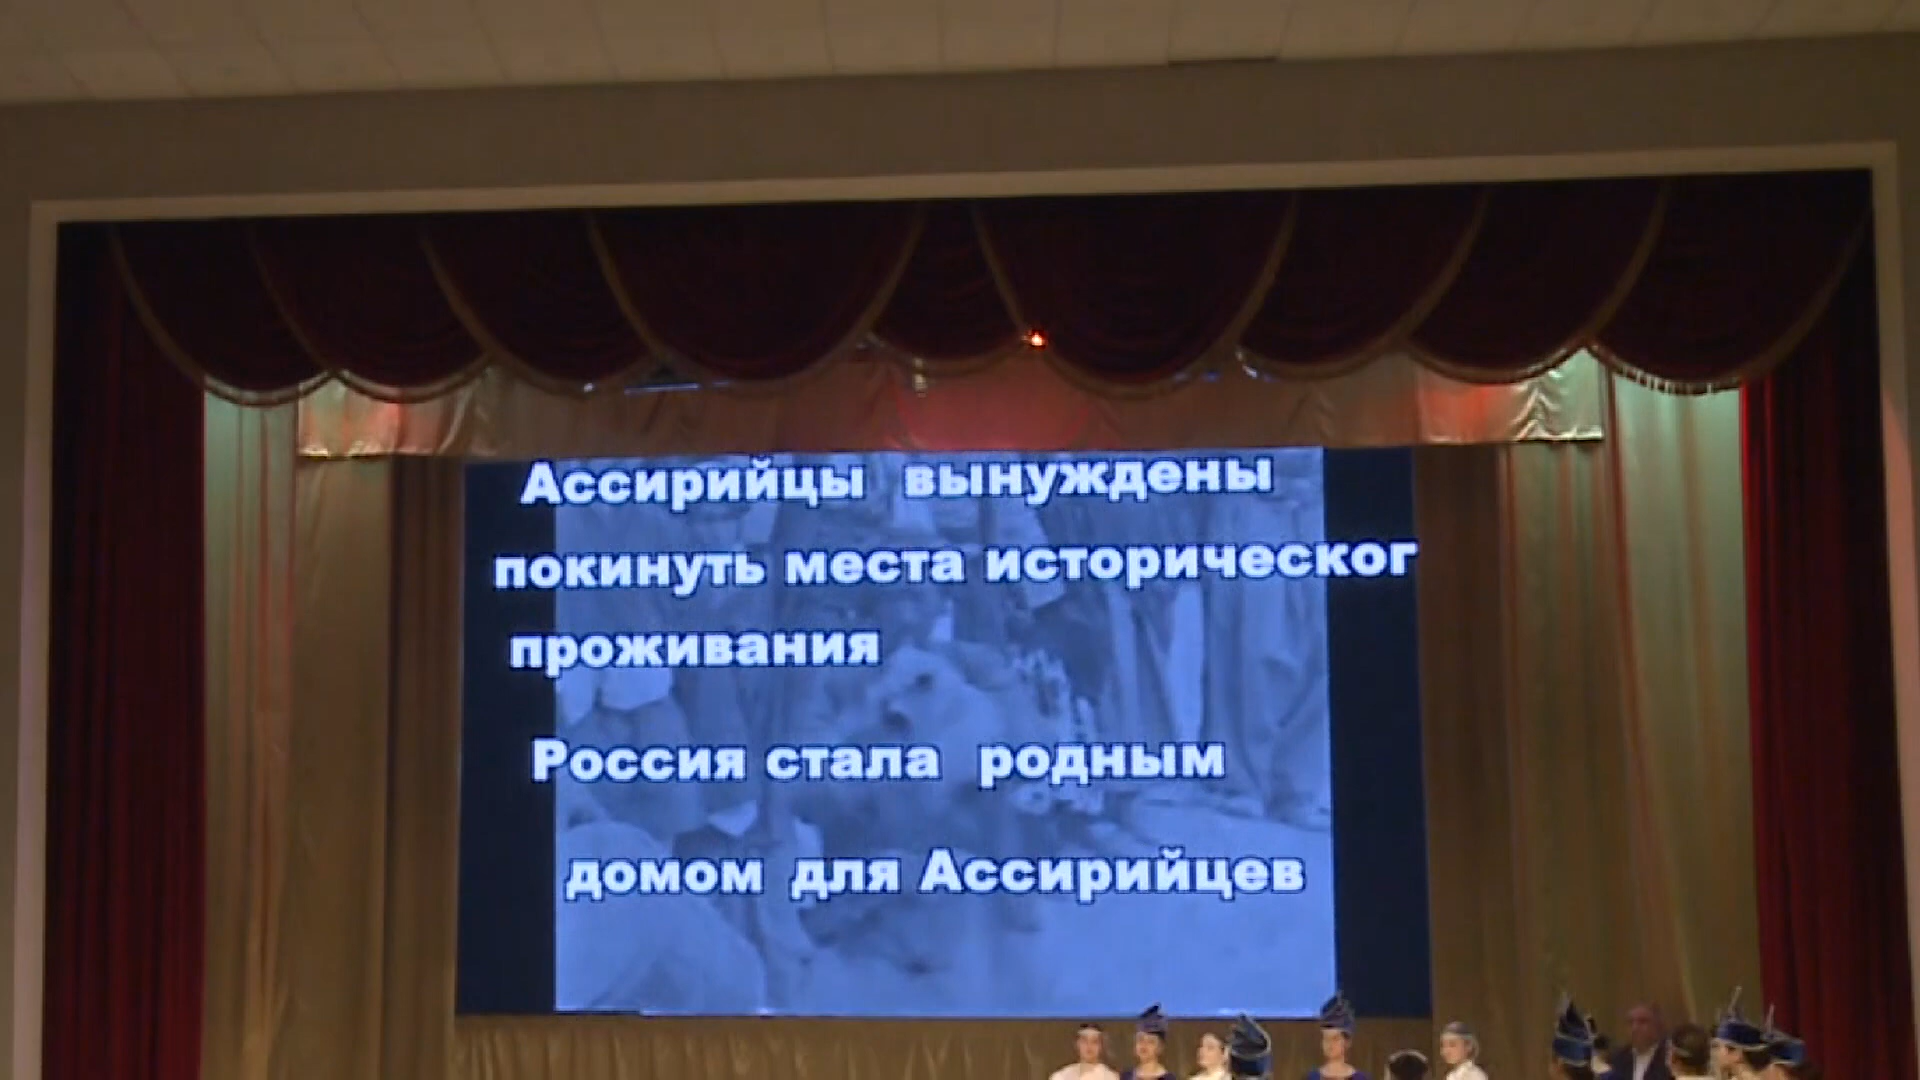 Ассирийцы вынуждены
покинуть места историческог
проживания
Россия стала родным
домом для Ассирийцев